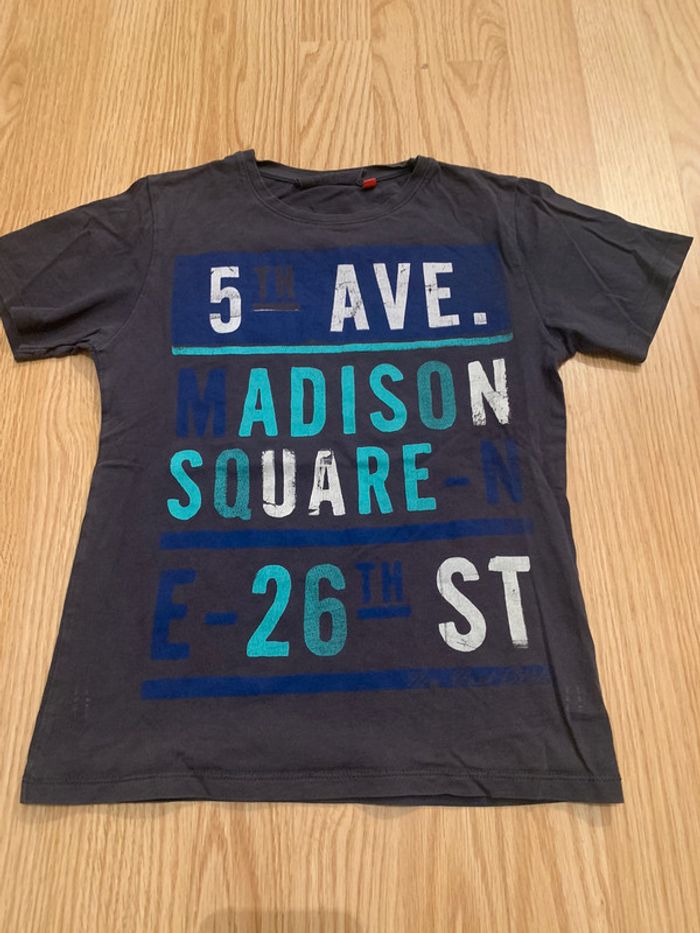 5TH AVE.
MADISON
SQUARE-N
E-26TH ST